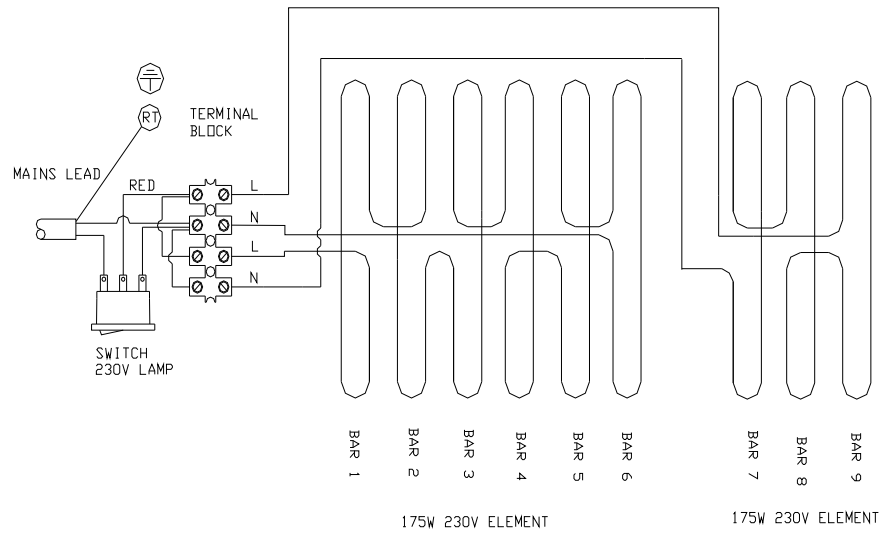 RT
TERMINAL
BLOCK
MAINS LEAD
RED
L
N
L
N
SWITCH
230V LAMP
BAR 1
BAR 2
BAR 3
BAR 4
BAR 5
BAR 6
BAR 7
BAR 8
BAR 9
175W 230V ELEMENT
175W 230V ELEMENT